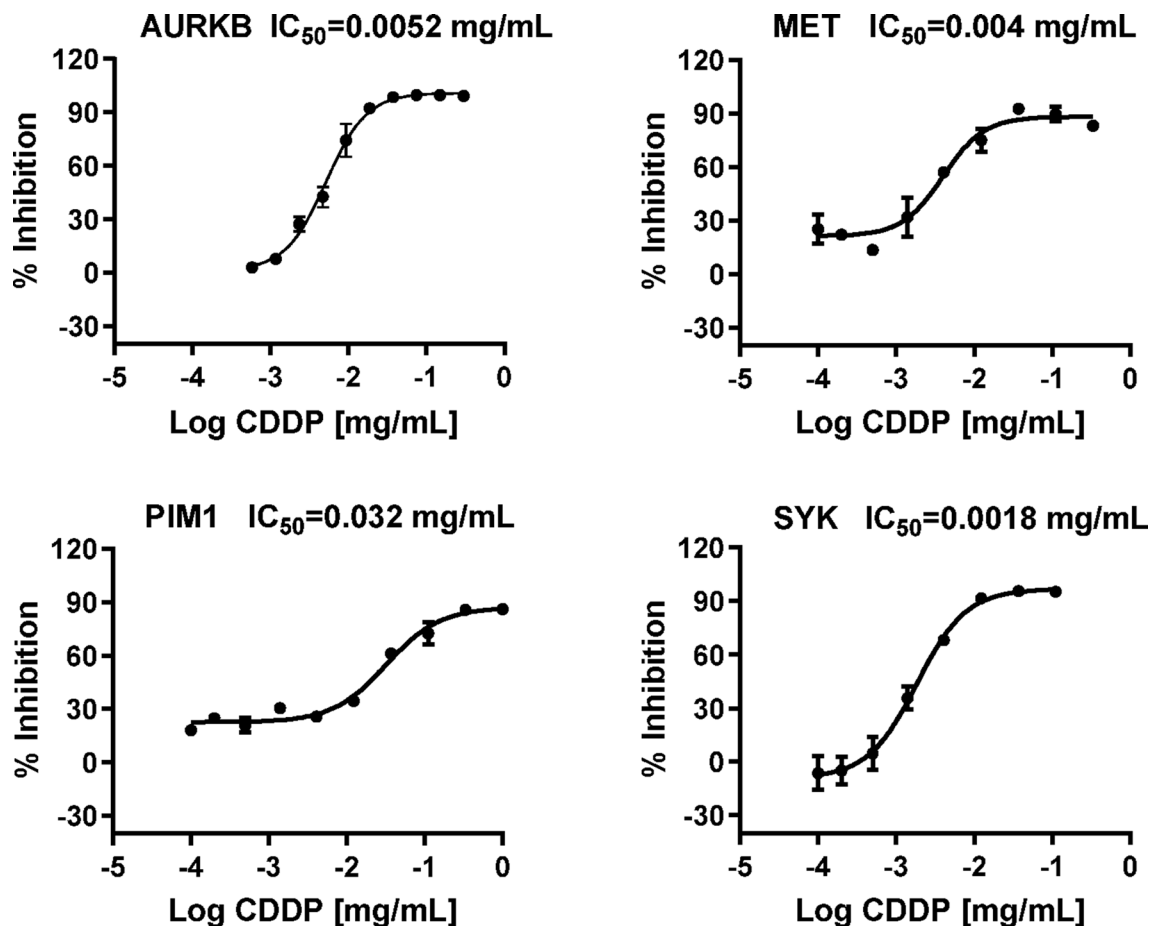 AURKB IC50=0.0052 mg/mL
120
90
60
30
0
-30
% Inhibition
-5 -4 -3 -2 -1 0
Log CDDP [mg/mL]
MET IC50=0.004 mg/mL
120
90
60
30
0
-30
% Inhibition
-5 -4 -3 -2 -1 0
Log CDDP [mg/mL]
PIM1 IC50=0.032 mg/mL
120
90
60
30
0
-30
% Inhibition
-5 -4 -3 -2 -1 0
Log CDDP [mg/mL]
SYK IC50=0.0018 mg/mL
120
90
60
30
0
-30
% Inhibition
-5 -4 -3 -2 -1 0
Log CDDP [mg/mL]